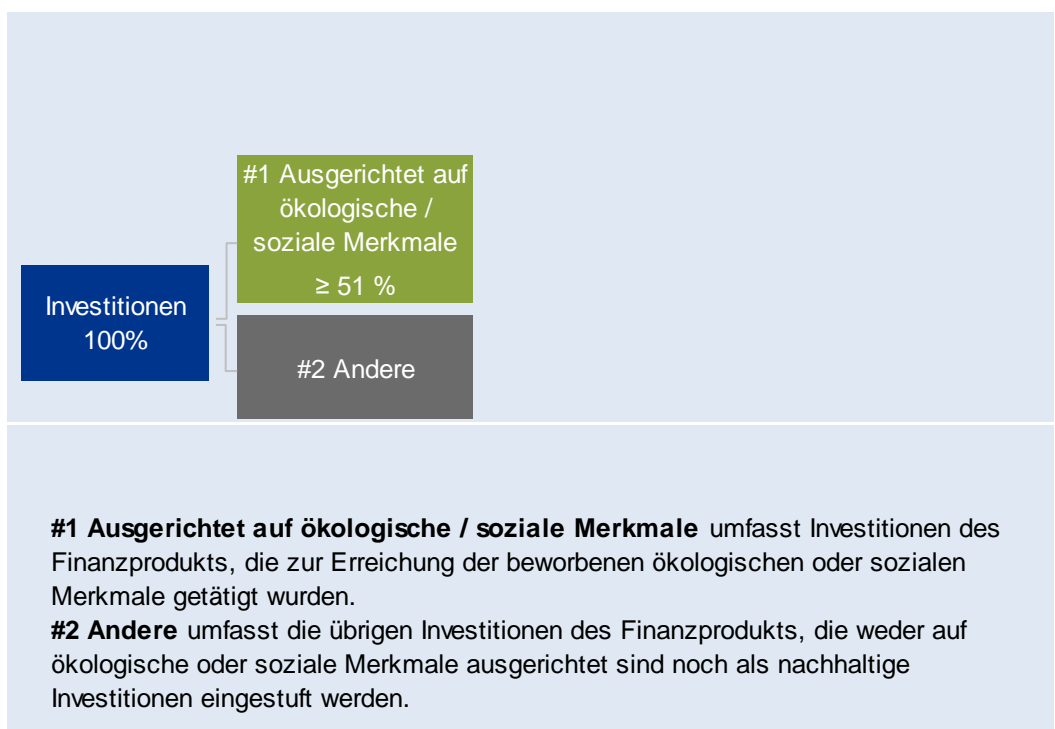 #1 Ausgerichtet auf
ökologische /
soziale Merkmale
≥ 51 %
Investitionen
100%
#2 Andere
#1 Ausgerichtet auf ökologische / soziale Merkmale umfasst Investitionen des
Finanzprodukts, die zur Erreichung der beworbenen ökologischen oder sozialen
Merkmale getätigt wurden.
#2 Andere umfasst die übrigen Investitionen des Finanzprodukts, die weder auf
ökologische oder soziale Merkmale ausgerichtet sind noch als nachhaltige
Investitionen eingestuft werden.